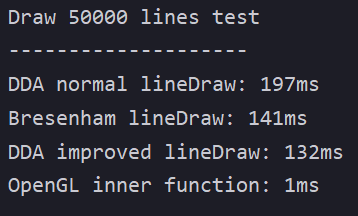 Draw 50000 lines test
--------------------
DDA normal lineDraw: 197ms
Bresenham lineDraw: 141ms
DDA improved lineDraw: 132ms
OpenGL inner function: 1ms